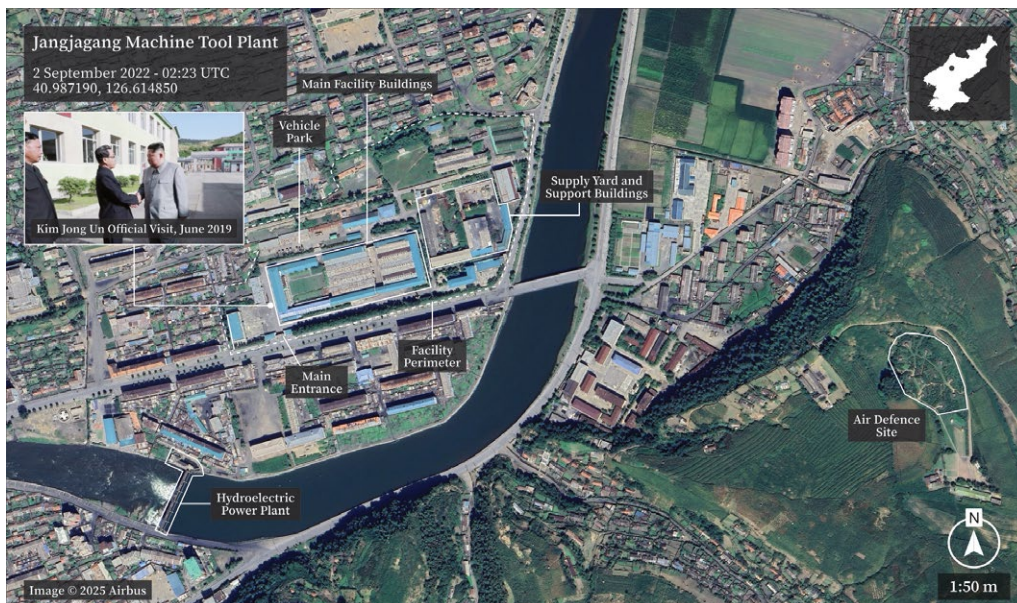 Jangjagang Machine Tool Plant
2 September 2022 - 02:23 UTC
40.987190, 126.614850
Main Facility Buildings
Vehicle
Park
Supply Yard and
Support Buildings
Kim Jong Un Official Visit, June 2019
Facility
Perimeter
Main
Entrance
Air Defence
Site
Hydroelectric
Power Plant
N
Image © 2025 Airbus
1:50 m